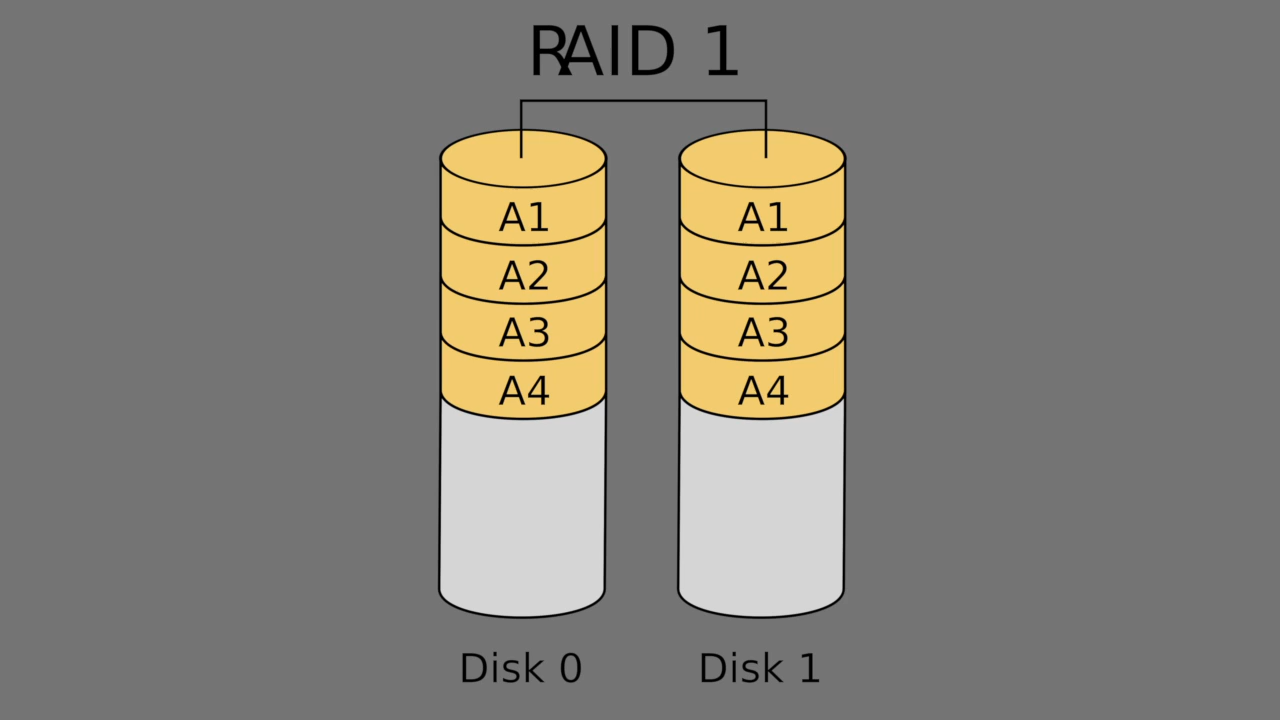 RAID 1
A1 A1
A2 A2
A3 A3
A4 A4
Disk 0 Disk 1